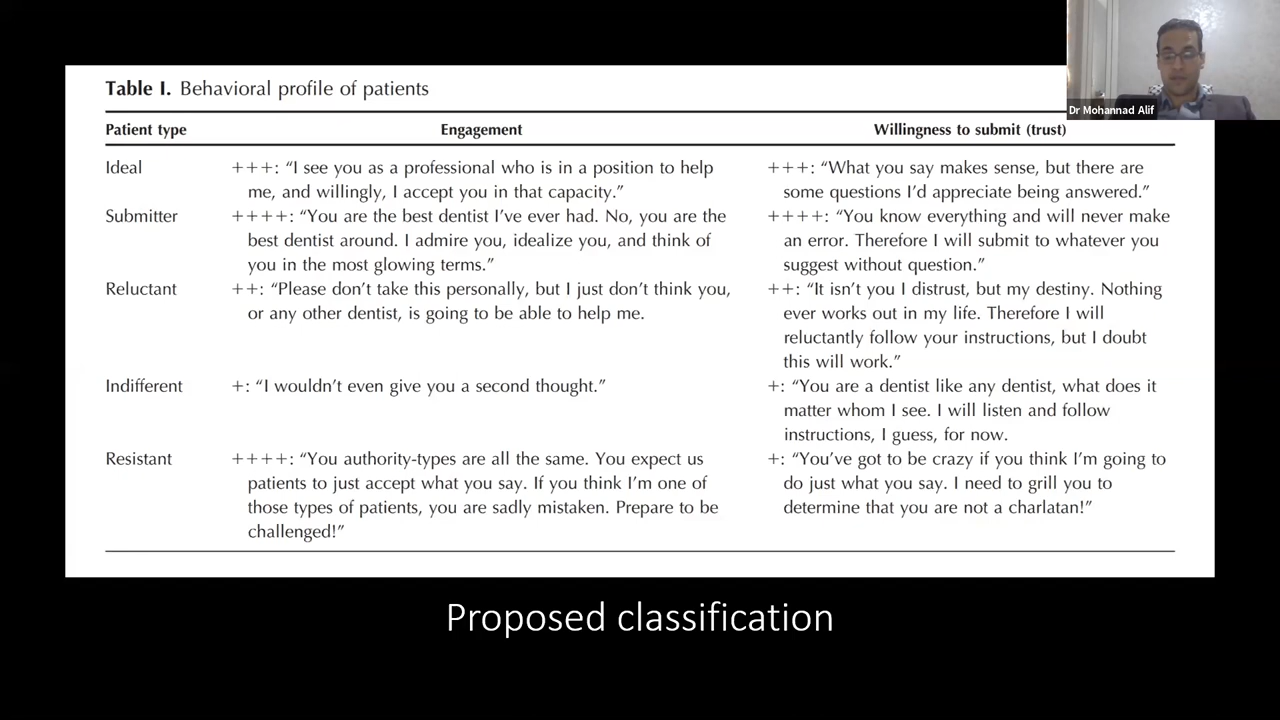 Dr Mohannad Alif
Table I. Behavioral profile of patients
Patient type Engagement Willingness to submit (trust)
Ideal +++: “I see you as a professional who is in a position to help +++: “What you say makes sense, but there are
me, and willingly, I accept you in that capacity.” some questions I’d appreciate being answered.”
Submitter ++++: “You are the best dentist I’ve ever had. No, you are the ++++: “You know everything and will never make
best dentist around. I admire you, idealize you, and think of an error. Therefore I will submit to whatever you
you in the most glowing terms.” suggest without question.”
Reluctant ++: “Please don’t take this personally, but I just don’t think you, ++: “It isn’t you I distrust, but my destiny. Nothing
or any other dentist, is going to be able to help me. ever works out in my life. Therefore I will
reluctantly follow your instructions, but I doubt
this will work.”
Indifferent +: “I wouldn’t even give you a second thought.” +: “You are a dentist like any dentist, what does it
matter whom I see. I will listen and follow
instructions, I guess, for now.
Resistant ++++: “You authority-types are all the same. You expect us +: “You’ve got to be crazy if you think I’m going to
patients to just accept what you say. If you think I’m one of do just what you say. I need to grill you to
those types of patients, you are sadly mistaken. Prepare to be determine that you are not a charlatan!”
challenged!”
Proposed classification